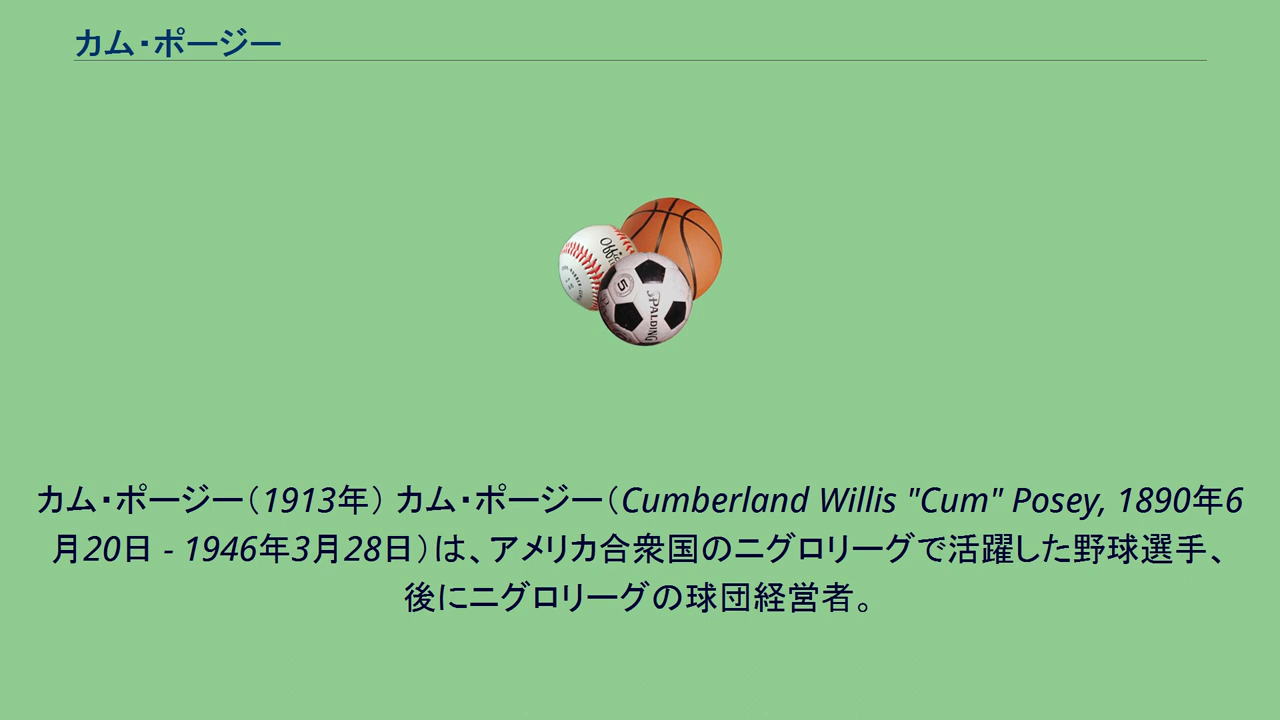 カム・ポージー
Offic
5
SPALDING
カム・ポージー（1913年） カム・ポージー（Cumberland Willis "Cum" Posey, 1890年6
月20日 - 1946年3月28日）は、アメリカ合衆国のニグロリーグで活躍した野球選手、
後にニグロリーグの球団経営者。